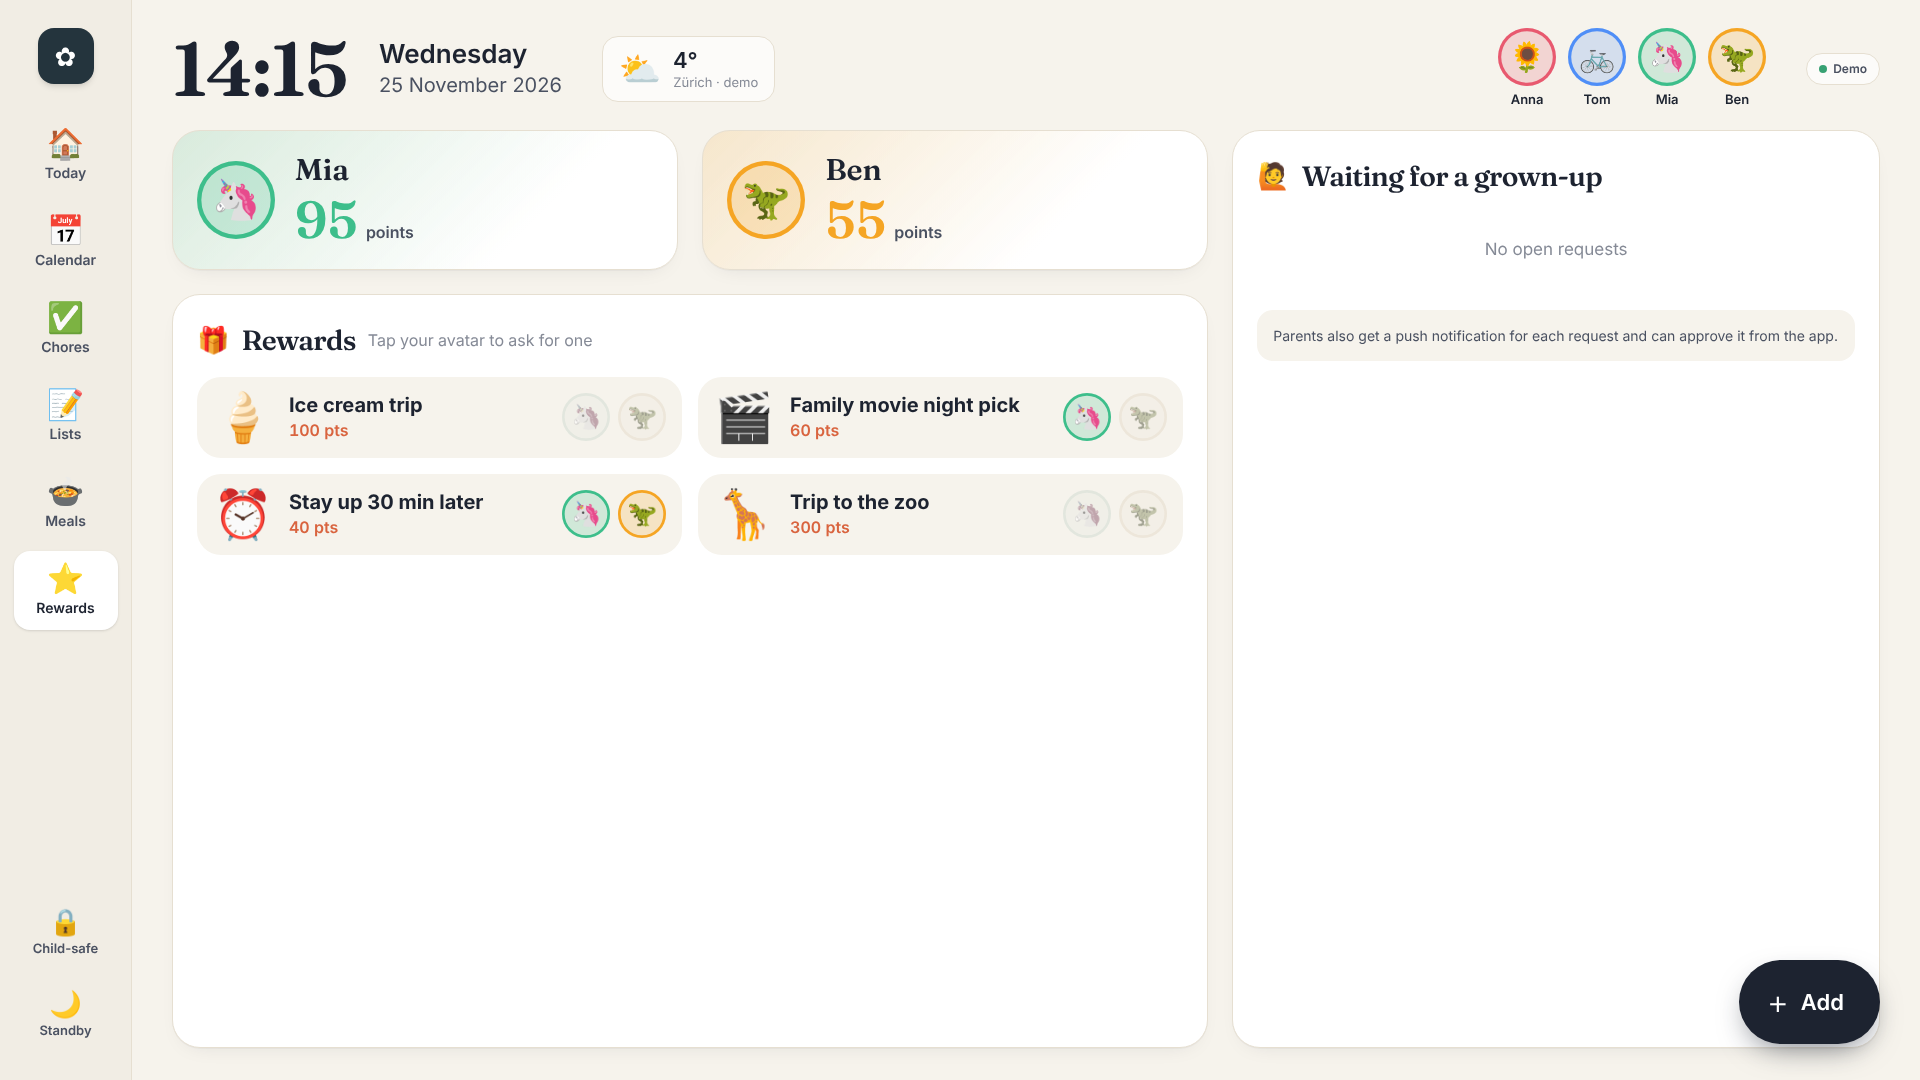 14:15
Wednesday
25 November 2026
4°
Zürich · demo
Anna
Tom
Mia
Ben
Demo
Today
July
17
Calendar
Chores
Lists
Meals
Rewards
Child-safe
Standby
Mia
95 points
Ben
55 points
Rewards
Tap your avatar to ask for one
Ice cream trip
100 pts
Family movie night pick
60 pts
Stay up 30 min later
40 pts
Trip to the zoo
300 pts
Waiting for a grown-up
No open requests
Parents also get a push notification for each request and can approve it from the app.
+ Add